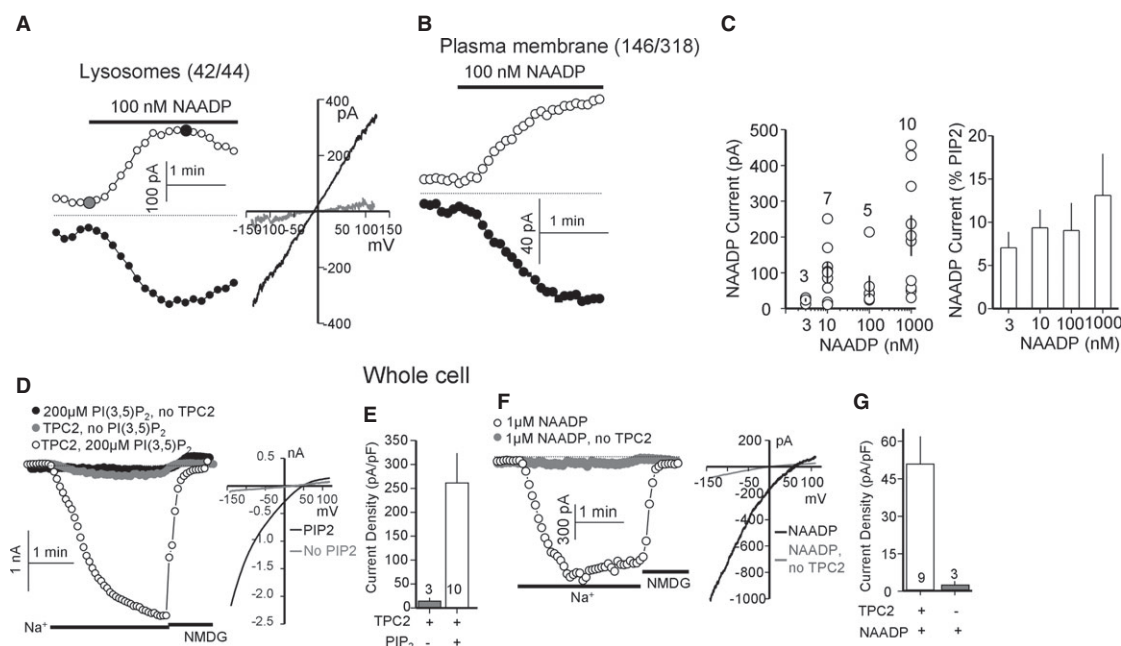 A
Lysosomes (42/44)
100 nM NAADP
100 pA
1 min
pA
400
200
-150
100
-50
50 100 150
mV
-200
-400
B
Plasma membrane (146/318)
100 nM NAADP
40 pA
1 min
C
NAADP Current (pA)
500
400
300
200
100
0
3
7
5
10
3 10 100 1000
NAADP (nM)
NAADP Current (% PIP2)
20
15
10
5
0
3 10 100 1000
NAADP (nM)
Whole cell
D
200µM PI(3,5)P2, no TPC2
TPC2, no PI(3,5)P2
TPC2, 200µM PI(3,5)P2
1 nA
1 min
Na+
NMDG
nA
0.5
-150
-50
50 100
mV
-0.5
-1.0
-1.5
-2.0
-2.5
PIP2
No PIP2
E
Current Density (pA/pF)
350
300
250
200
150
100
50
0
3
10
TPC2 + +
PIP2 - +
F
1µM NAADP
1µM NAADP, no TPC2
300 pA
1 min
Na+
NMDG
pA
200
-150
-50
50 100
mV
-200
-400
-600
-800
-1000
NAADP
NAADP,
no TPC2
G
Current Density (pA/pF)
60
45
30
15
0
9
3
TPC2 + -
NAADP + +